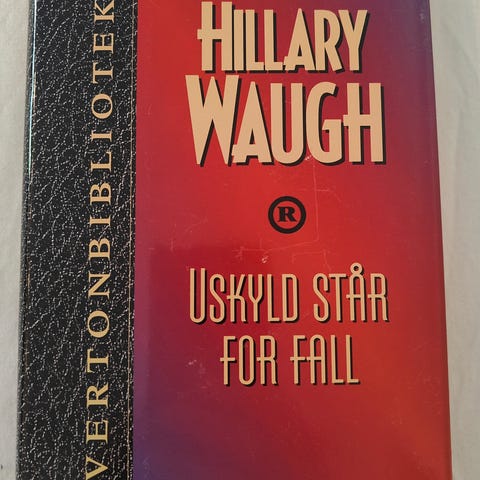 VERTONBIBLIOTEK
HILLARY
WAUGH
R
USKYLD STÅR
FOR FALL